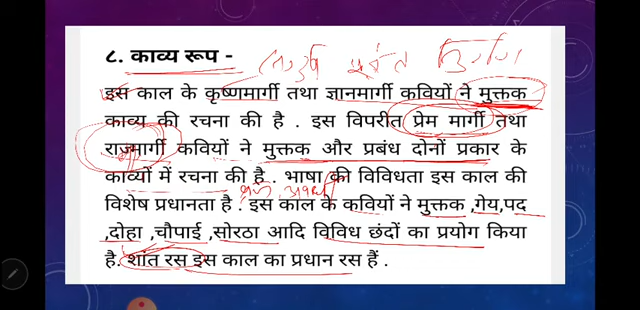 ८. काव्य रूप -
इस काल के कृष्णमार्गी तथा ज्ञानमार्गी कवियों ने मुक्तक
काव्य की रचना की है . इस विपरीत प्रेम मार्गी तथा
राजमार्गी कवियों ने मुक्तक और प्रबंध दोनों प्रकार के
काव्यों में रचना की है . भाषा की विविधता इस काल की
विशेष प्रधानता है . इस काल के कवियों ने मुक्तक ,गेय,पद
,दोहा ,चौपाई ,सोरठा आदि विविध छंदों का प्रयोग किया
है. शांत रस इस काल का प्रधान रस हैं .